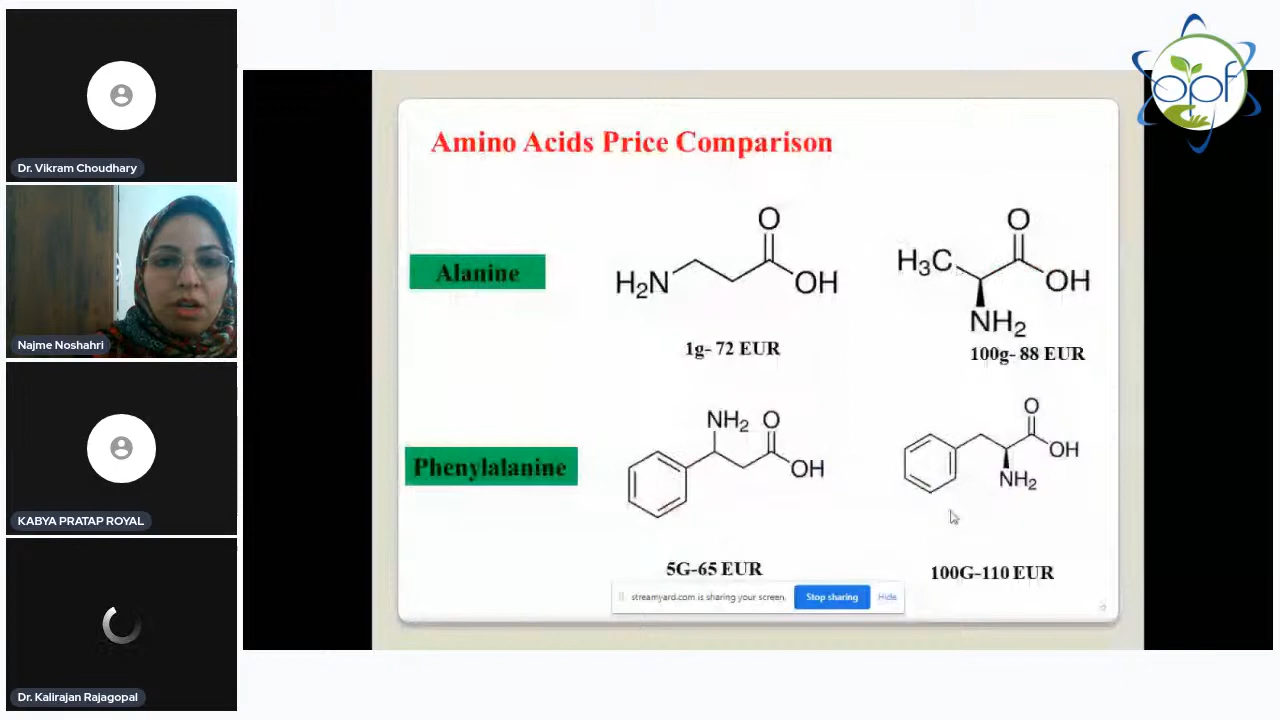 Dr. Vikram Choudhary
Najme Noshahri
KABYA PRATAP ROYAL
Dr. Kalirajan Rajagopal
opf
Amino Acids Price Comparison
Alanine
O
H2N
OH
1g- 72 EUR
O
H3C
OH
NH2
100g- 88 EUR
Phenylalanine
NH2 O
OH
5G-65 EUR
O
OH
NH2
100G-110 EUR
streamyard.com is sharing your screen. Stop sharing Hide